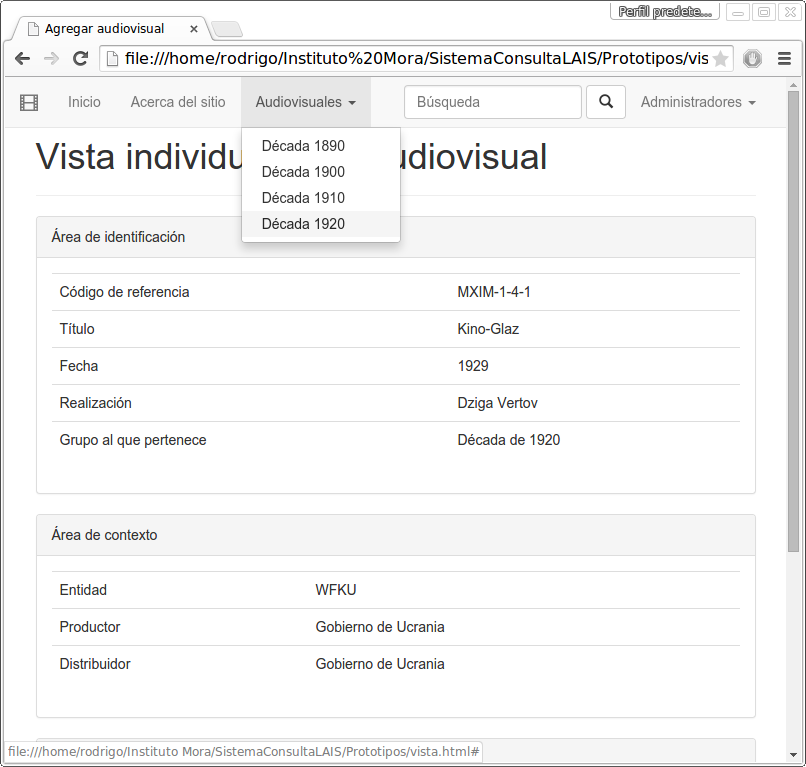 Perfil predete...
Agregar audiovisual
file:///home/rodrigo/Instituto%20Mora/SistemaConsultaLAIS/Prototipos/vis
Inicio Acerca del sitio Audiovisuales Búsqueda Administradores
Década 1890
Década 1900
Década 1910
Década 1920
Vista individu udiovisual
Área de identificación
Código de referencia MXIM-1-4-1
Título Kino-Glaz
Fecha 1929
Realización Dziga Vertov
Grupo al que pertenece Década de 1920
Área de contexto
Entidad WFKU
Productor Gobierno de Ucrania
Distribuidor Gobierno de Ucrania
file:///home/rodrigo/Instituto Mora/SistemaConsultaLAIS/Prototipos/vista.html#